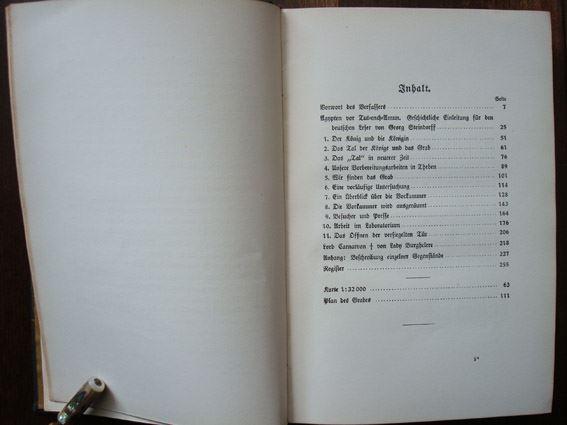 Inhalt.
Seite
Vorwort des Verfassers 7
Ägypten vor Tut-ench-Amun. Geschichtliche Einleitung für den
deutschen Leser von Georg Steindorff 25
1. Der König und die Königin 51
2. Das Tal der Könige und das Grab 61
3. Das „Tal“ in neuerer Zeit 76
4. Unsere Vorbereitungsarbeiten in Theben 89
5. Wir finden das Grab 101
6. Eine vorläufige Untersuchung 114
7. Ein Überblick über die Vorkammer 128
8. Die Vorkammer wird ausgeräumt 143
9. Besucher und Presse 164
10. Arbeit im Laboratorium 176
11. Das Öffnen der versiegelten Tür 206
Lord Carnarvon † von Lady Burghclere 218
Anhang: Beschreibung einzelner Gegenstände 227
Register 255
Karte 1:32000 63
Plan des Grabes 111